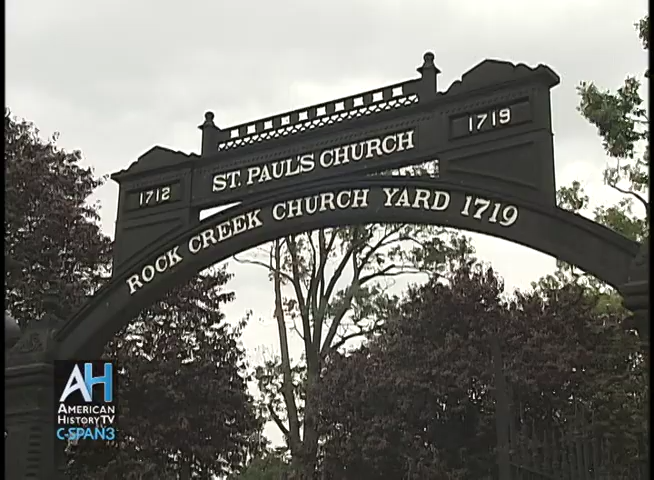 1712
ST. PAUL'S CHURCH
1719
ROCK CREEK CHURCH YARD 1719
AH
AMERICAN
HISTORY TV
C-SPAN3